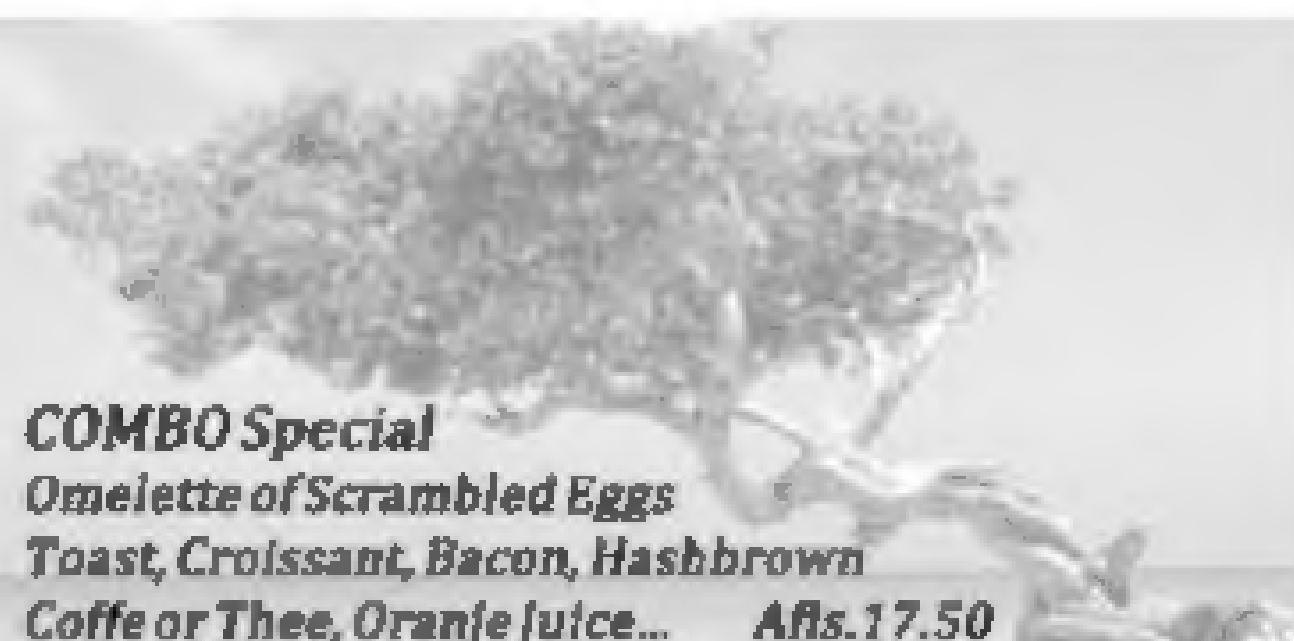 COMBO Special
Omelette of Scrambled Eggs
Toast, Croissant, Bacon, Hashbrown
Coffe or Thee, Oranje Juice... Afls.17.50